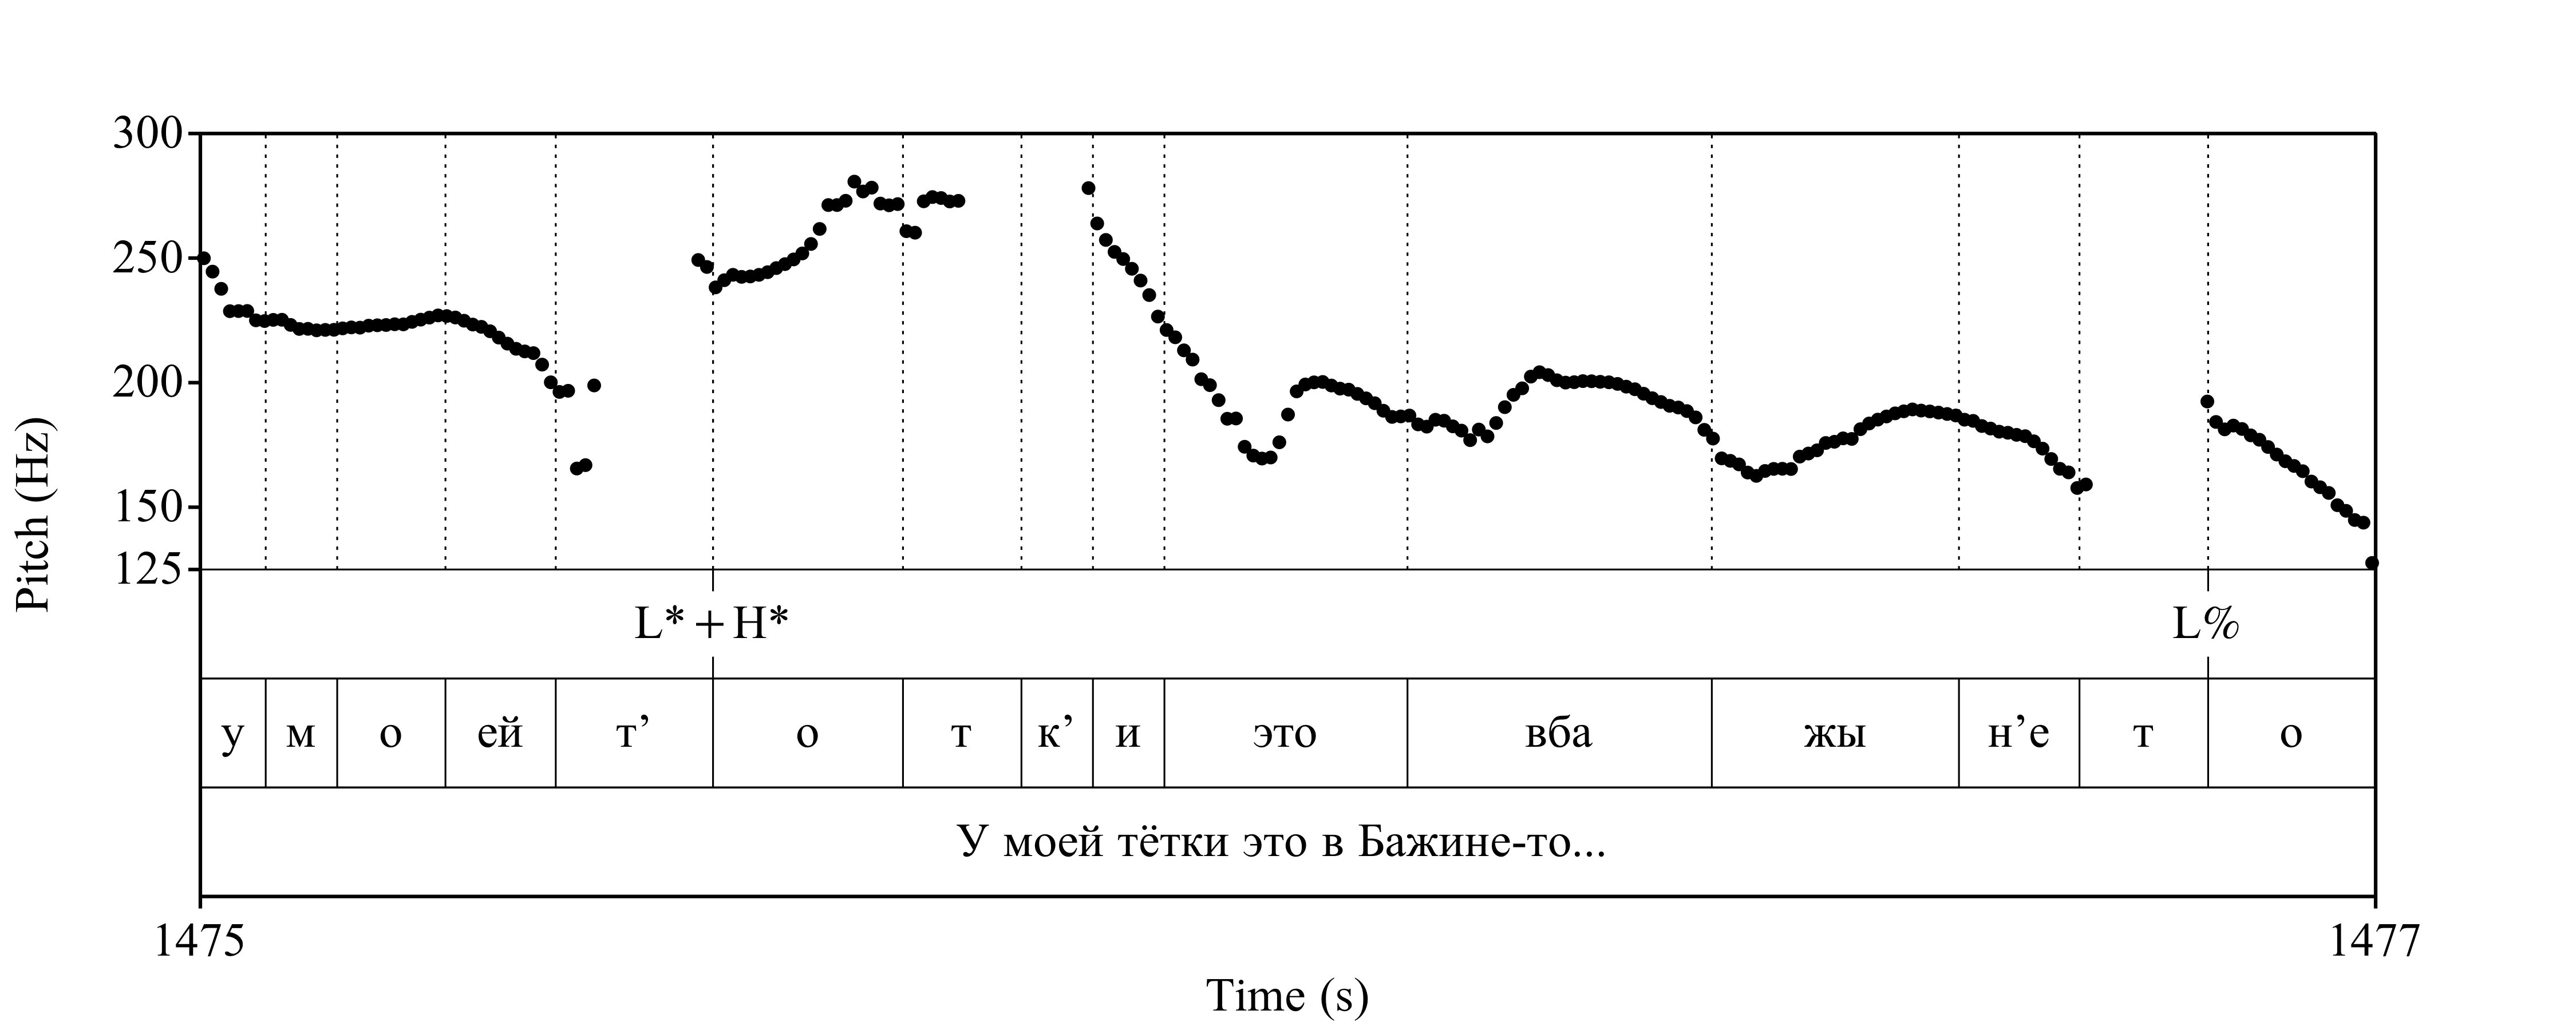 300
250
200
150
125
Pitch (Hz)
L*+H* L%
у м о ей т’ о т к’ и это вба жы н’е т о
У моей тётки это в Бажине-то...
1475 1477
Time (s)